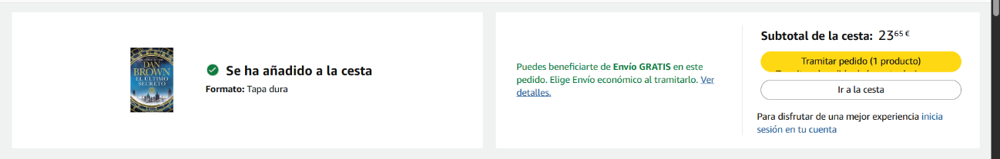 DAN
BROWN
EL ÚLTIMO
SECRETO
Se ha añadido a la cesta
Formato: Tapa dura
Puedes beneficiarte de Envío GRATIS en este
pedido. Elige Envío económico al tramitarlo. Ver
detalles.
Subtotal de la cesta: 23,65 €
Tramitar pedido (1 producto)
Ir a la cesta
Para disfrutar de una mejor experiencia inicia
sesión en tu cuenta